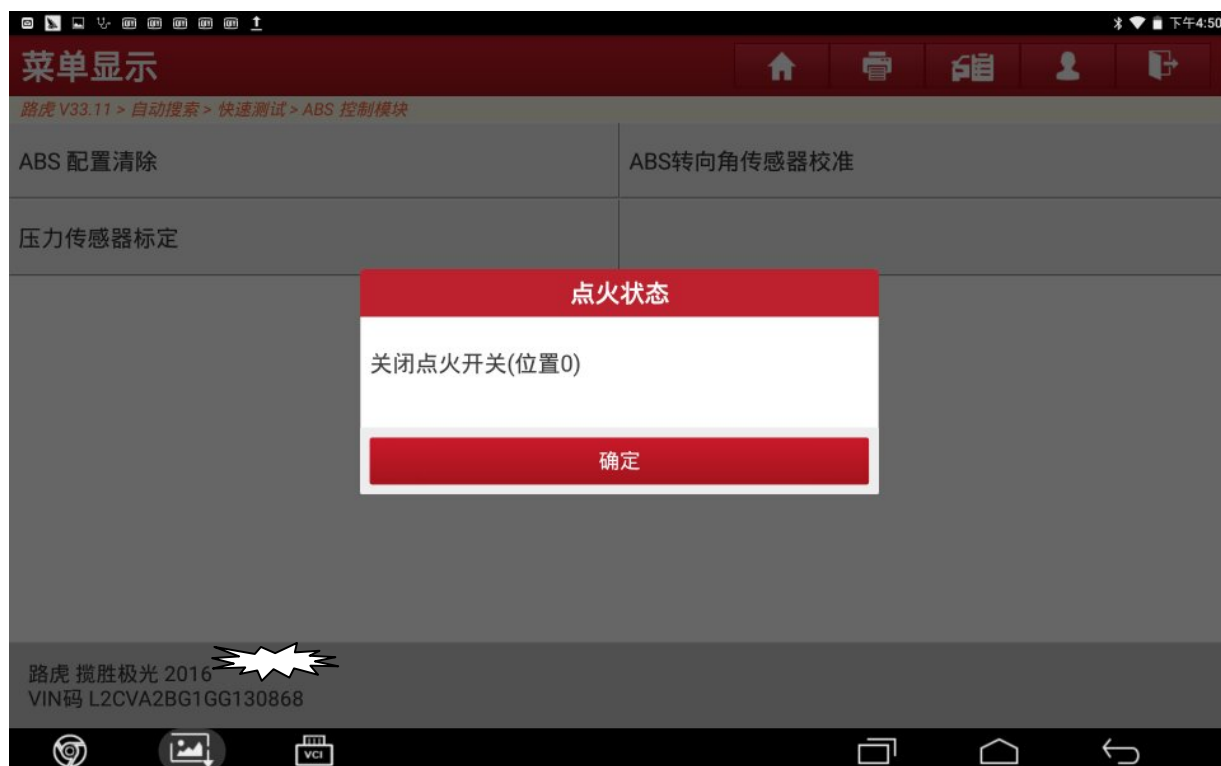 下午4:50
菜单显示
路虎 V33.11 > 自动搜索 > 快速测试 > ABS 控制模块
ABS 配置清除
ABS转向角传感器校准
压力传感器标定
点火状态
关闭点火开关(位置0)
确定
路虎 揽胜极光 2016
VIN码 L2CVA2BG1GG130868
VCI